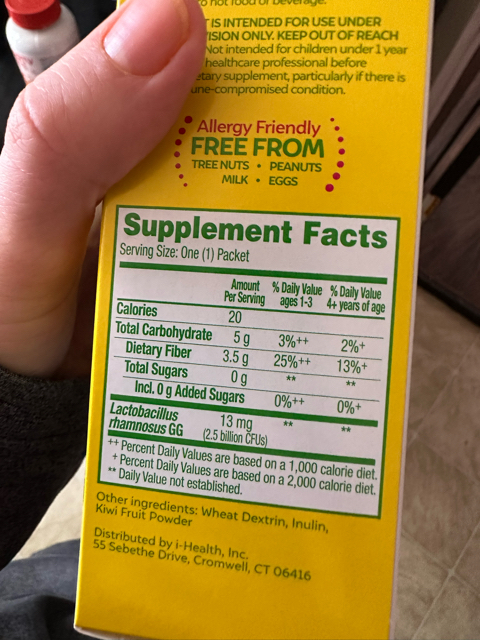 not food or beverage.
IS INTENDED FOR USE UNDER
VISION ONLY. KEEP OUT OF REACH
Not intended for children under 1 year
healthcare professional before
etary supplement, particularly if there is
une-compromised condition.
Allergy Friendly
FREE FROM
TREE NUTS • PEANUTS
MILK • EGGS
Supplement Facts
Serving Size: One (1) Packet
Amount Per Serving % Daily Value ages 1-3 % Daily Value 4+ years of age
Calories 20
Total Carbohydrate 5 g 3%++ 2%+
Dietary Fiber 3.5 g 25%++ 13%+
Total Sugars 0 g ** **
Incl. 0 g Added Sugars 0%++ 0%+
Lactobacillus rhamnosus GG 13 mg (2.5 billion CFUs) ** **
++ Percent Daily Values are based on a 1,000 calorie diet.
+ Percent Daily Values are based on a 2,000 calorie diet.
** Daily Value not established.
Other ingredients: Wheat Dextrin, Inulin,
Kiwi Fruit Powder
Distributed by i-Health, Inc.
55 Sebethe Drive, Cromwell, CT 06416